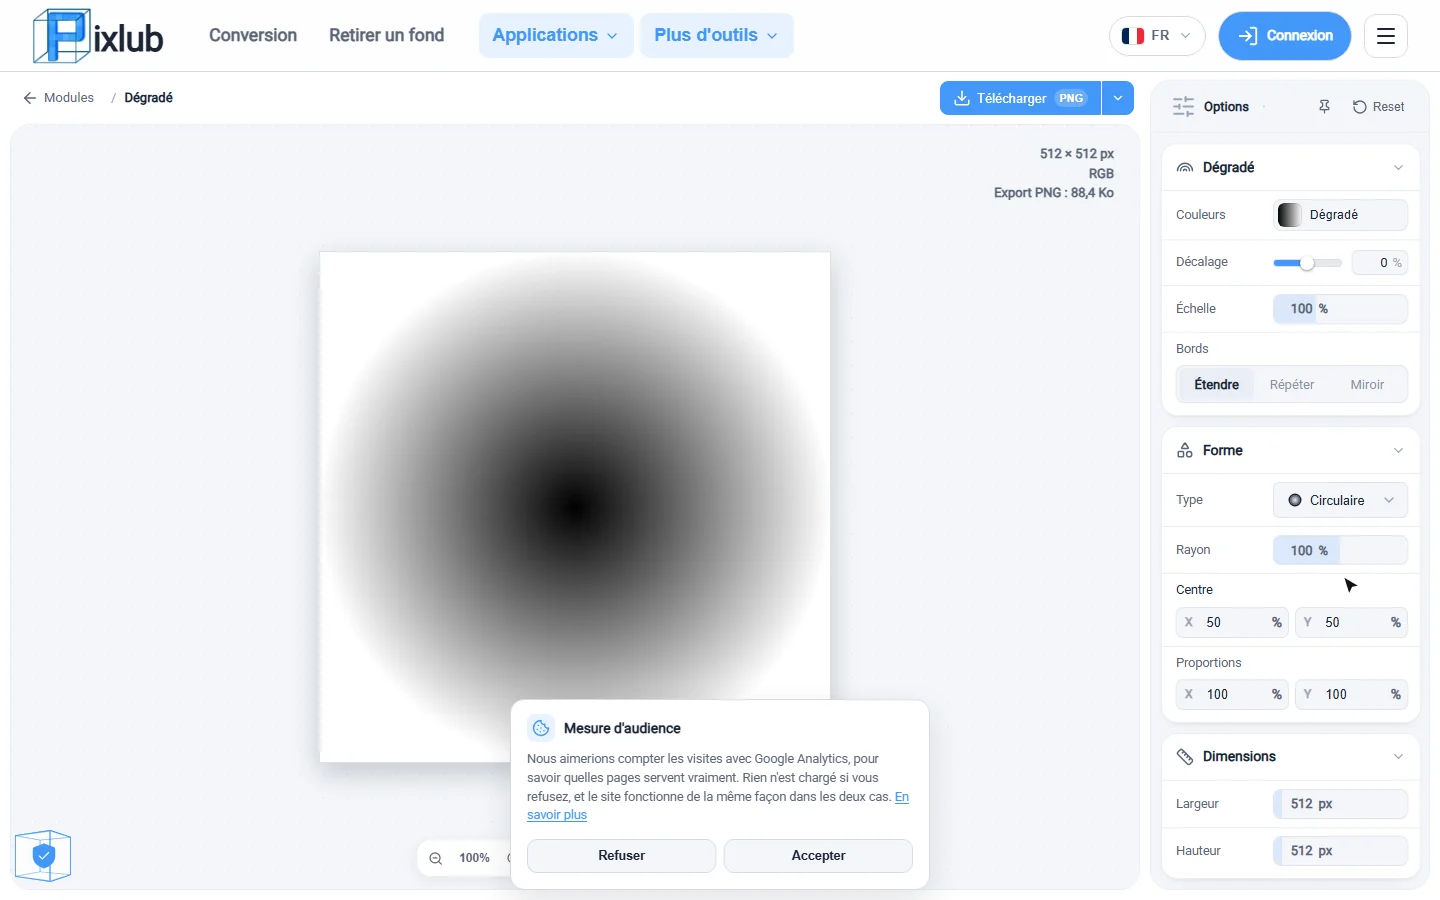 Pixlub
Conversion
Retirer un fond
Applications
Plus d'outils
FR
Connexion
Modules / Dégradé
Télécharger PNG
512 × 512 px
RGB
Export PNG : 88,4 Ko
Options
Reset
Dégradé
Couleurs Dégradé
Décalage 0 %
Échelle 100 %
Bords
Étendre Répéter Miroir
Forme
Type Circulaire
Rayon 100 %
Centre
X 50 % Y 50 %
Proportions
X 100 % Y 100 %
Dimensions
Largeur 512 px
Hauteur 512 px
Mesure d'audience
Nous aimerions compter les visites avec Google Analytics, pour
savoir quelles pages servent vraiment. Rien n'est chargé si vous
refusez, et le site fonctionne de la même façon dans les deux cas. En
savoir plus
Refuser Accepter
100%